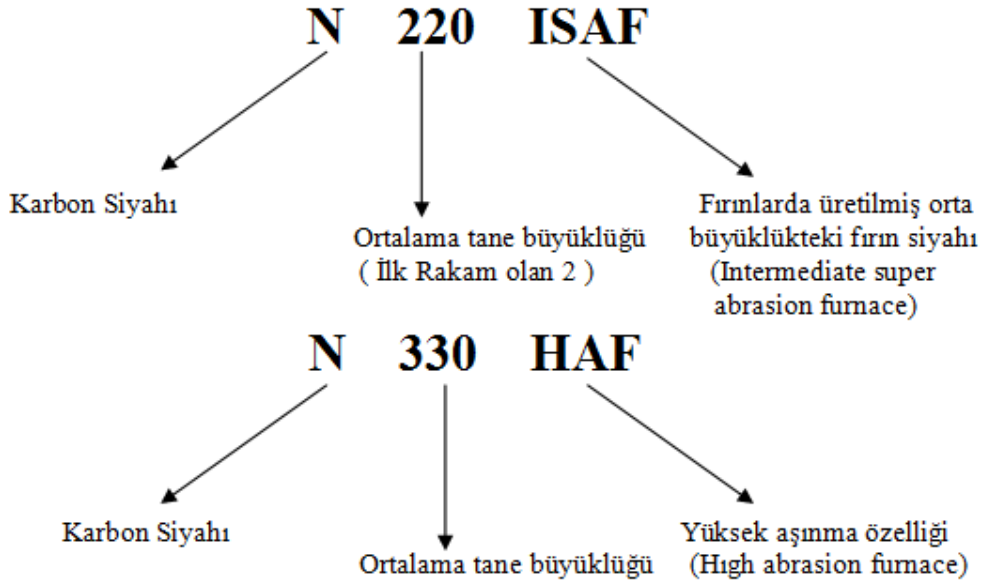 N 220 ISAF
Karbon Siyahı
Ortalama tane büyüklüğü
( İlk Rakam olan 2 )
Fırınlarda üretilmiş orta
büyüklükteki fırın siyahı
(Intermediate super
abrasion furnace)
N 330 HAF
Karbon Siyahı
Ortalama tane büyüklüğü
Yüksek aşınma özelliği
(Hıgh abrasion furnace)